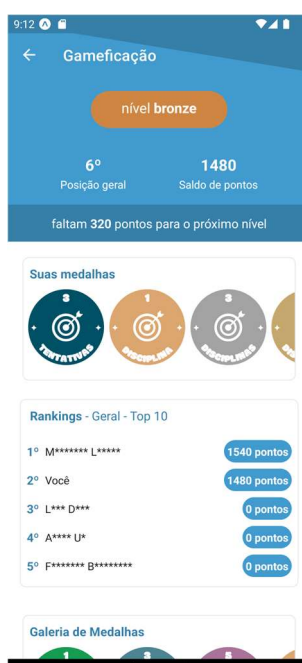 9:12
Gameficação
nível bronze
6º
1480
Posição geral
Saldo de pontos
faltam 320 pontos para o próximo nível
Suas medalhas
3
TENTATIVAS
1
DISCIPLINA
3
DISCIPLINAS
Rankings - Geral - Top 10
1º M******* L***** 1540 pontos
2º Você 1480 pontos
3º L*** D*** 0 pontos
4º A**** U* 0 pontos
5º F******* B******** 0 pontos
Galeria de Medalhas
1
3
5